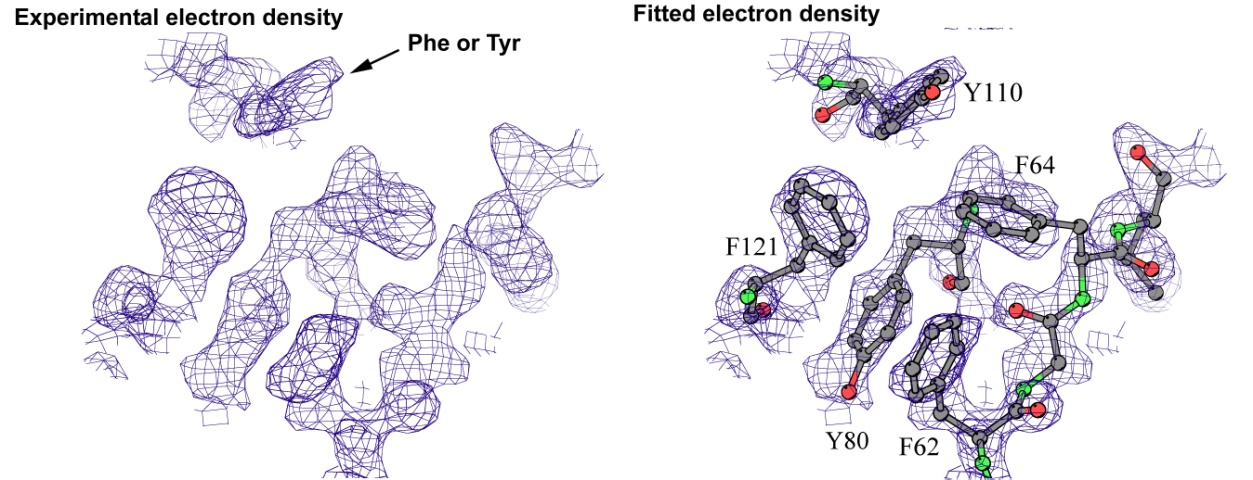 Experimental electron density
Phe or Tyr
Fitted electron density
Y110
F64
F121
Y80
F62